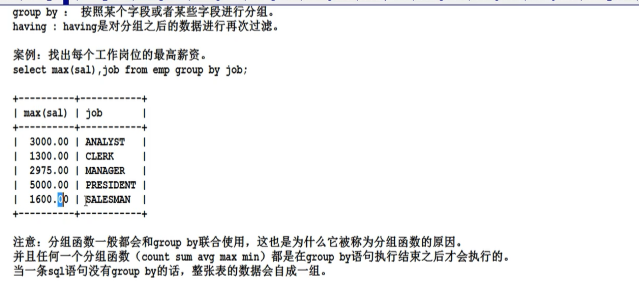 group by ： 按照某个字段或者某些字段进行分组。
having : having是对分组之后的数据进行再次过滤。
案例：找出每个工作岗位的最高薪资。
select max(sal),job from emp group by job;
+----------+-----------+
| max(sal) | job       |
+----------+-----------+
|  3000.00 | ANALYST   |
|  1300.00 | CLERK     |
|  2975.00 | MANAGER   |
|  5000.00 | PRESIDENT |
|  1600.00 | SALESMAN  |
+----------+-----------+
注意：分组函数一般都会和group by联合使用，这也是为什么它被称为分组函数的原因。
并且任何一个分组函数（count sum avg max min）都是在group by语句执行结束之后才会执行的。
当一条sql语句没有group by的话，整张表的数据会自成一组。